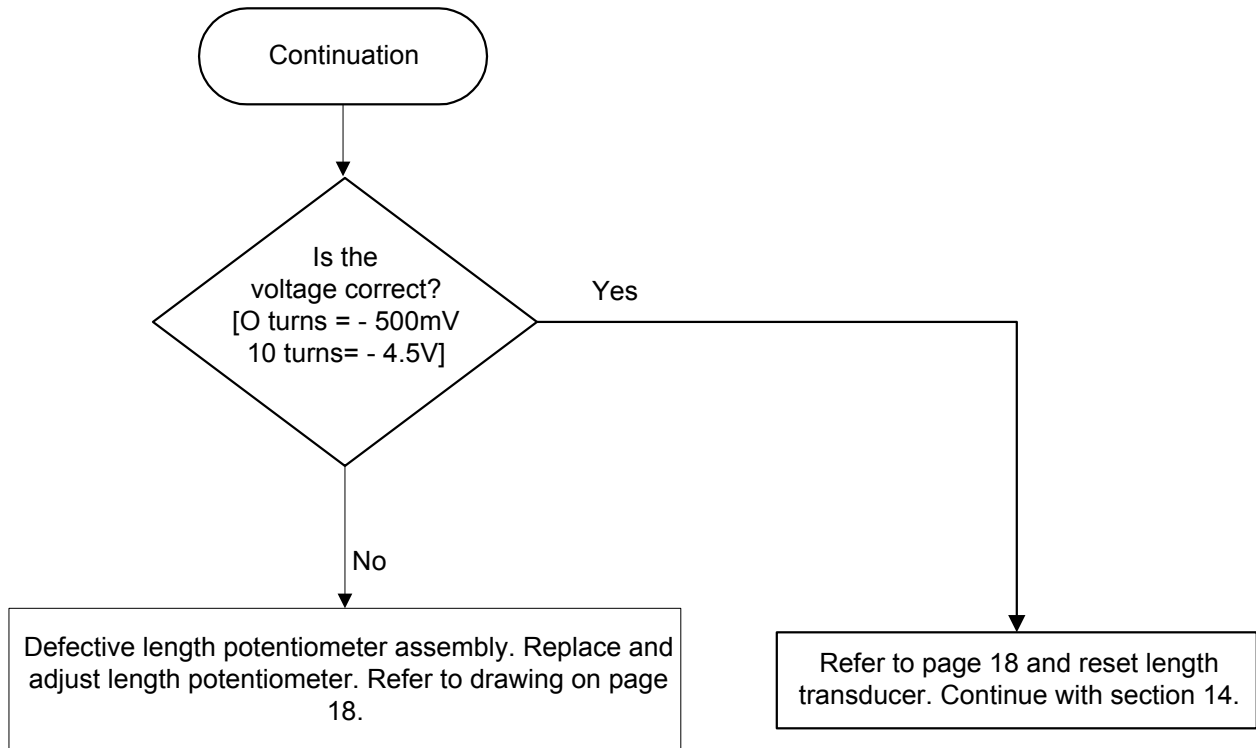 Continuation
Is the
voltage correct?
[O turns = - 500mV
10 turns= - 4.5V]
Yes
No
Defective length potentiometer assembly. Replace and
adjust length potentiometer. Refer to drawing on page
18.
Refer to page 18 and reset length
transducer. Continue with section 14.